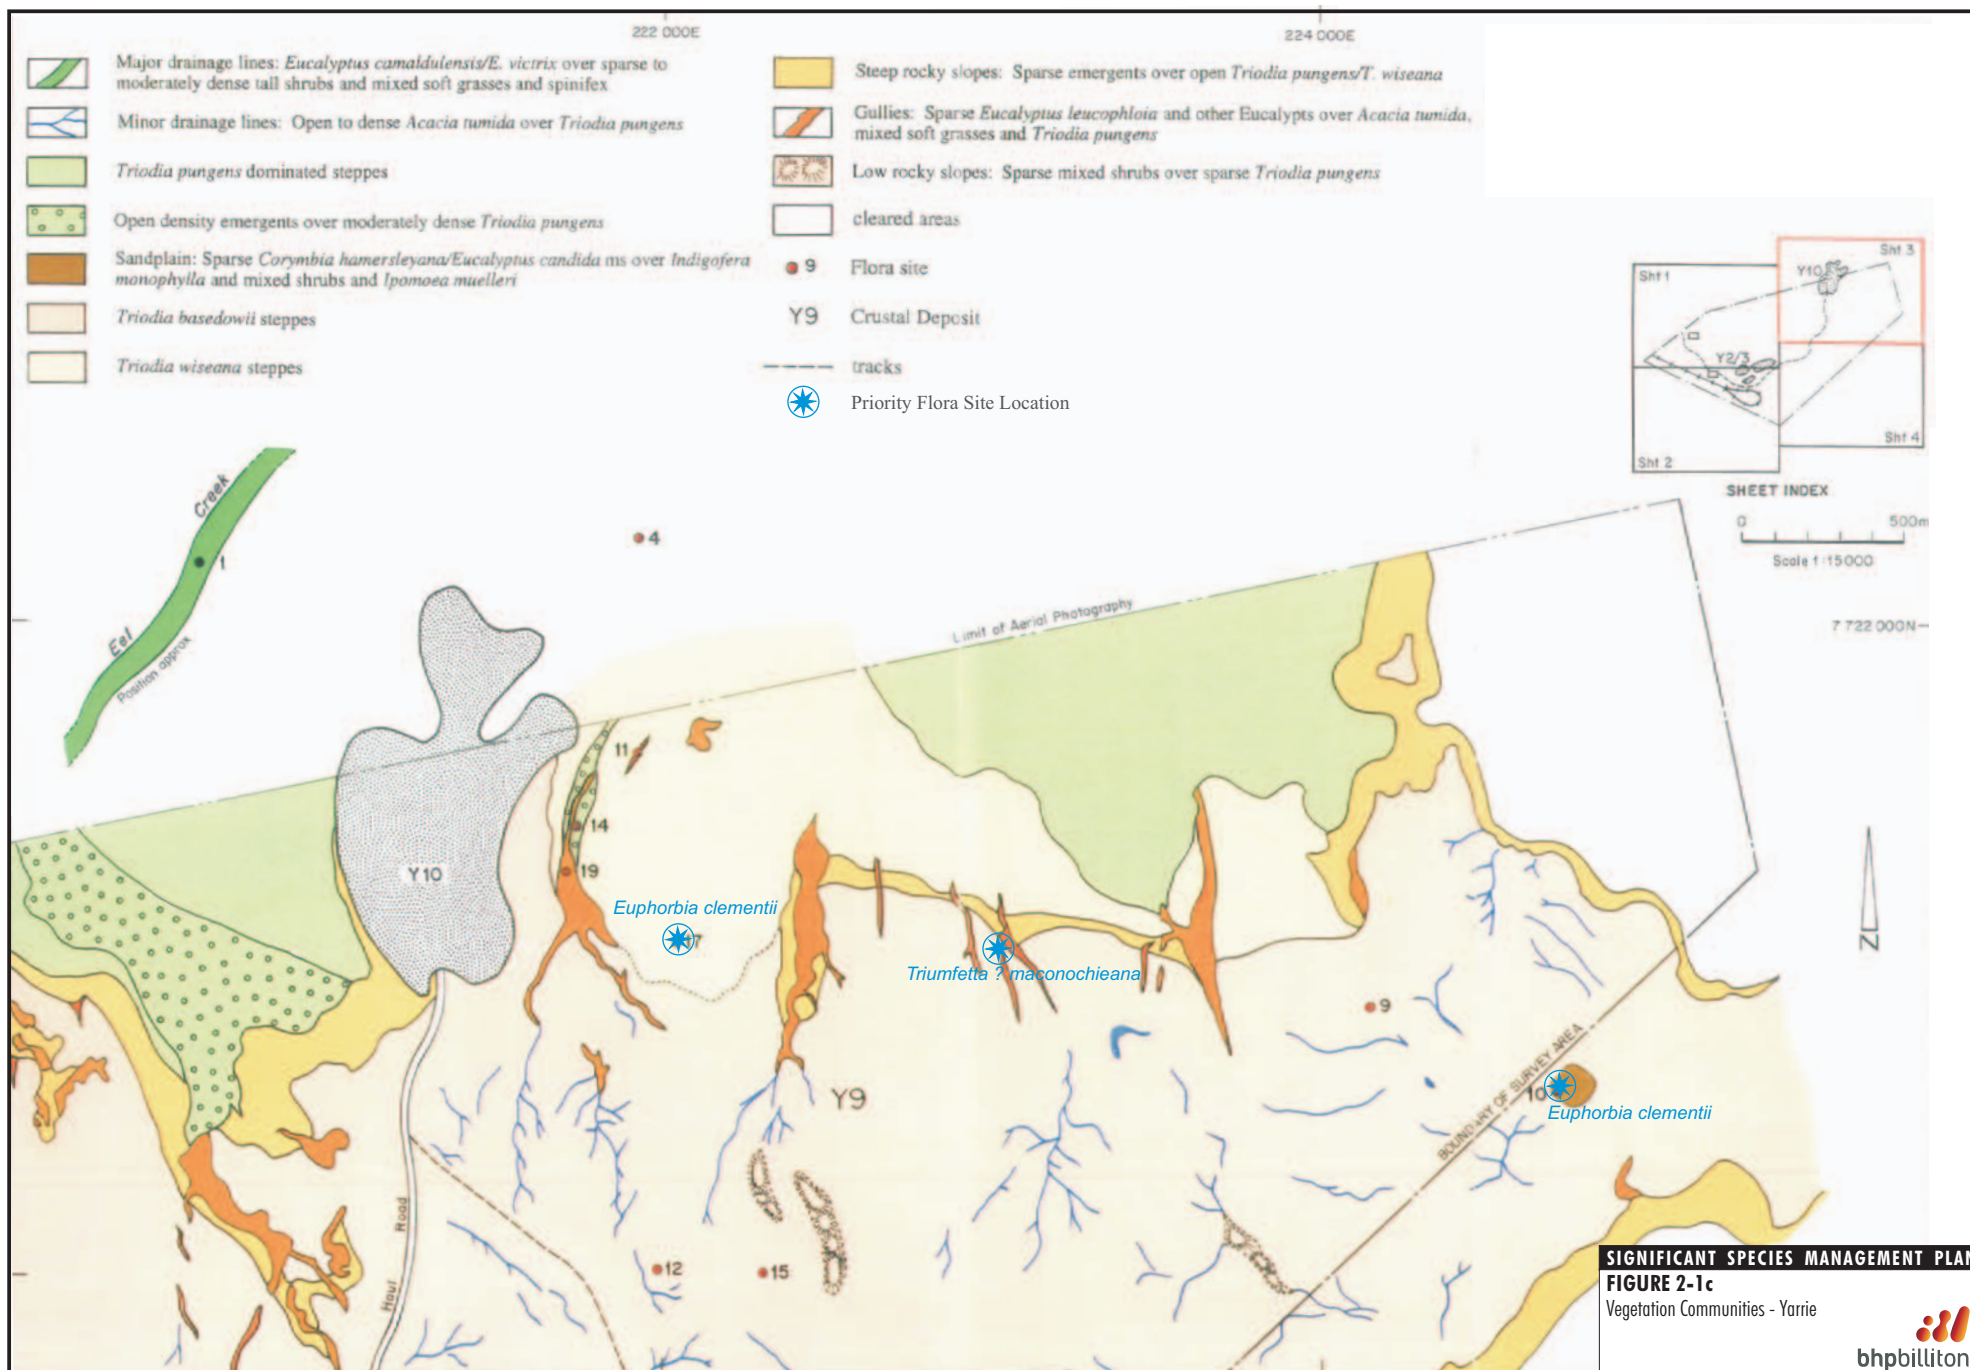 222 000E
224 000E
Major drainage lines: Eucalyptus camaldulensis/E. victrix over sparse to
moderately dense tall shrubs and mixed soft grasses and spinifex
Minor drainage lines: Open to dense Acacia tumida over Triodia pungens
Triodia pungens dominated steppes
Open density emergents over moderately dense Triodia pungens
Sandplain: Sparse Corymbia hamersleyana/Eucalyptus candida ms over Indigofera
monophylla and mixed shrubs and Ipomoea muelleri
Triodia basedowii steppes
Triodia wiseana steppes
Steep rocky slopes: Sparse emergents over open Triodia pungens/T. wiseana
Gullies: Sparse Eucalyptus leucophloia and other Eucalypts over Acacia tumida,
mixed soft grasses and Triodia pungens
Low rocky slopes: Sparse mixed shrubs over sparse Triodia pungens
cleared areas
9 Flora site
Y9 Crustal Deposit
tracks
Priority Flora Site Location
Sht 1
Sht 3
Y10
Y2/3
Sht 2
Sht 4
SHEET INDEX
0 500m
Scale 1:15000
7 722 000N
Eel Creek
Position approx
1
4
Limit of Aerial Photography
11
14
19
Y10
Euphorbia clementii
17
Triumfetta ? maconochieana
9
BOUNDARY OF SURVEY AREA
10
Euphorbia clementii
Y9
Haul Road
12
15
N
SIGNIFICANT SPECIES MANAGEMENT PLAN
FIGURE 2-1c
Vegetation Communities - Yarrie
bhpbilliton